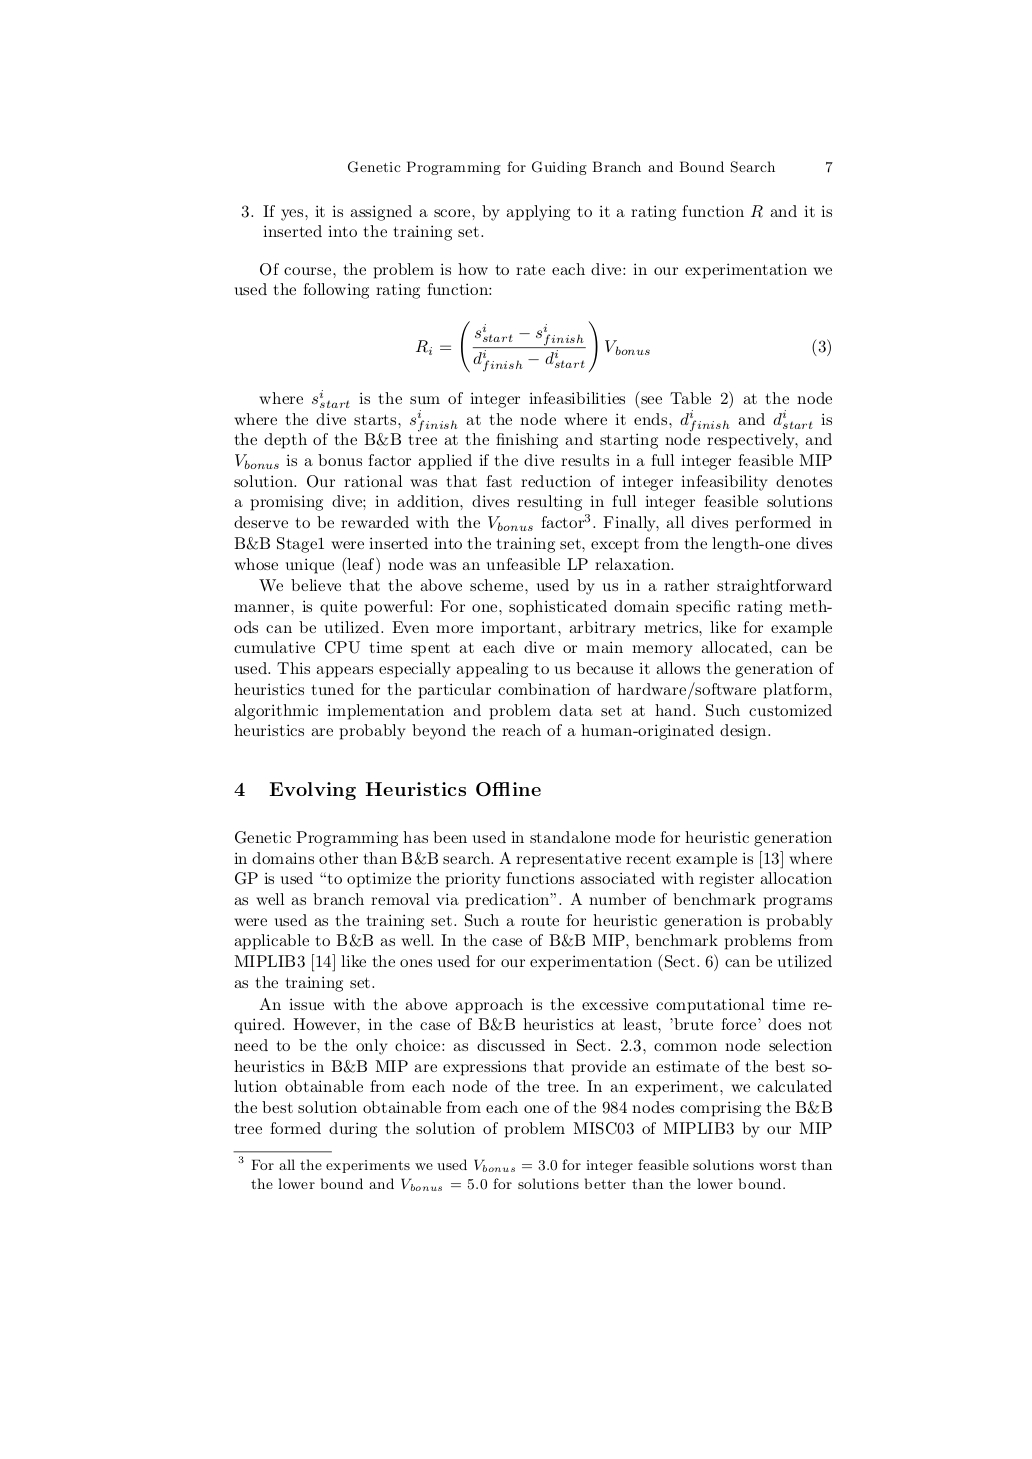 Genetic Programming for Guiding Branch and Bound Search 7
3. If yes, it is assigned a score, by applying to it a rating function R and it is
inserted into the training set.
Of course, the problem is how to rate each dive: in our experimentation we
used the following rating function:
R_i = ( (s^i_{start} − s^i_{finish}) / (d^i_{finish} − d^i_{start}) ) V_{bonus} (3)
where s^i_{start} is the sum of integer infeasibilities (see Table 2) at the node
where the dive starts, s^i_{finish} at the node where it ends, d^i_{finish} and d^i_{start} is
the depth of the B&B tree at the finishing and starting node respectively, and
V_{bonus} is a bonus factor applied if the dive results in a full integer feasible MIP
solution. Our rational was that fast reduction of integer infeasibility denotes
a promising dive; in addition, dives resulting in full integer feasible solutions
deserve to be rewarded with the V_{bonus} factor³. Finally, all dives performed in
B&B Stage1 were inserted into the training set, except from the length-one dives
whose unique (leaf) node was an unfeasible LP relaxation.
We believe that the above scheme, used by us in a rather straightforward
manner, is quite powerful: For one, sophisticated domain specific rating meth-
ods can be utilized. Even more important, arbitrary metrics, like for example
cumulative CPU time spent at each dive or main memory allocated, can be
used. This appears especially appealing to us because it allows the generation of
heuristics tuned for the particular combination of hardware/software platform,
algorithmic implementation and problem data set at hand. Such customized
heuristics are probably beyond the reach of a human-originated design.
4 Evolving Heuristics Offline
Genetic Programming has been used in standalone mode for heuristic generation
in domains other than B&B search. A representative recent example is [13] where
GP is used “to optimize the priority functions associated with register allocation
as well as branch removal via predication”. A number of benchmark programs
were used as the training set. Such a route for heuristic generation is probably
applicable to B&B as well. In the case of B&B MIP, benchmark problems from
MIPLIB3 [14] like the ones used for our experimentation (Sect. 6) can be utilized
as the training set.
An issue with the above approach is the excessive computational time re-
quired. However, in the case of B&B heuristics at least, ’brute force’ does not
need to be the only choice: as discussed in Sect. 2.3, common node selection
heuristics in B&B MIP are expressions that provide an estimate of the best so-
lution obtainable from each node of the tree. In an experiment, we calculated
the best solution obtainable from each one of the 984 nodes comprising the B&B
tree formed during the solution of problem MISC03 of MIPLIB3 by our MIP
³ For all the experiments we used V_{bonus} = 3.0 for integer feasible solutions worst than
the lower bound and V_{bonus} = 5.0 for solutions better than the lower bound.